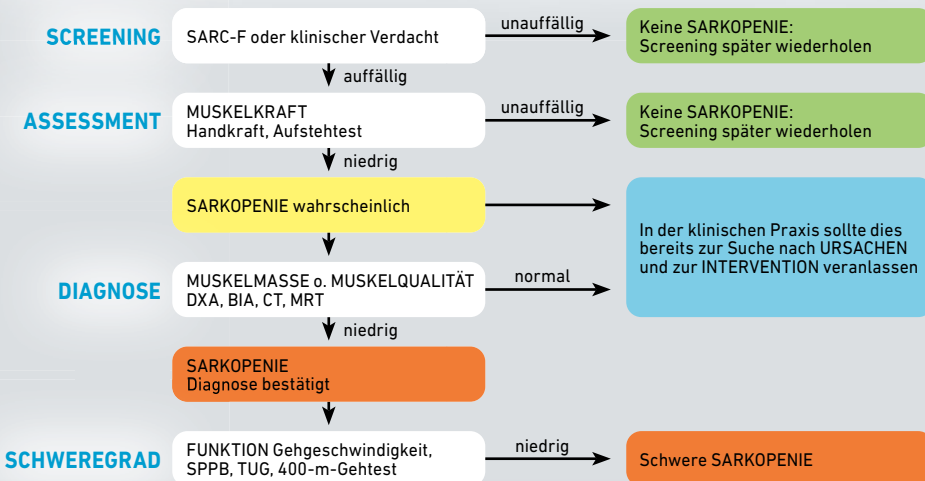 SCREENING
SARC-F oder klinischer Verdacht
unauffällig
Keine SARKOPENIE:
Screening später wiederholen
auffällig
ASSESSMENT
MUSKELKRAFT
Handkraft, Aufstehtest
unauffällig
Keine SARKOPENIE:
Screening später wiederholen
niedrig
SARKOPENIE wahrscheinlich
In der klinischen Praxis sollte dies
bereits zur Suche nach URSACHEN
und zur INTERVENTION veranlassen
DIAGNOSE
MUSKELMASSE o. MUSKELQUALITÄT
DXA, BIA, CT, MRT
normal
niedrig
SARKOPENIE
Diagnose bestätigt
SCHWEREGRAD
FUNKTION Gehgeschwindigkeit,
SPPB, TUG, 400-m-Gehtest
niedrig
Schwere SARKOPENIE